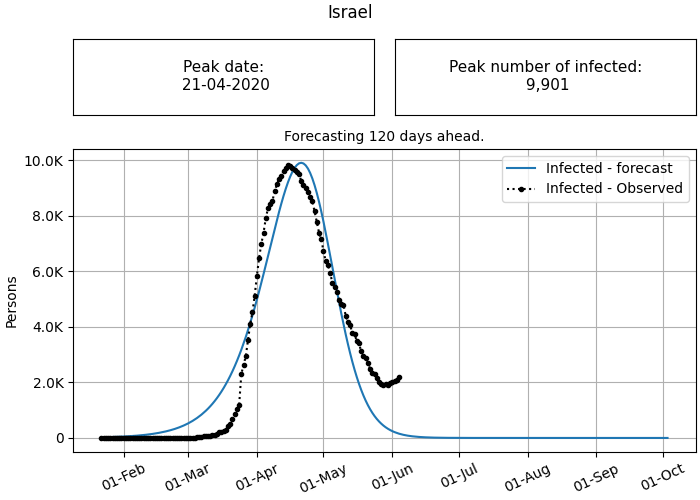 Israel
Peak date:
21-04-2020
Peak number of infected:
9,901
Forecasting 120 days ahead.
Infected - forecast
Infected - Observed
10.0K
8.0K
6.0K
4.0K
2.0K
0
Persons
01-Feb
01-Mar
01-Apr
01-May
01-Jun
01-Jul
01-Aug
01-Sep
01-Oct